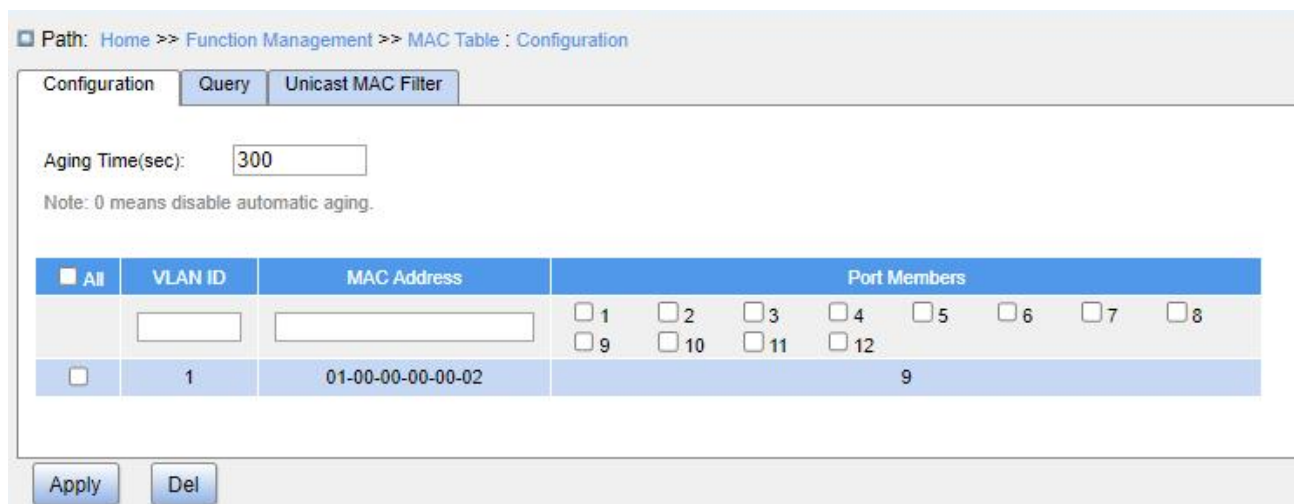 Path: Home >> Function Management >> MAC Table : Configuration
Configuration Query Unicast MAC Filter
Aging Time(sec): 300
Note: 0 means disable automatic aging.
All VLAN ID MAC Address Port Members
1 2 3 4 5 6 7 8
9 10 11 12
1 01-00-00-00-00-02 9
Apply Del